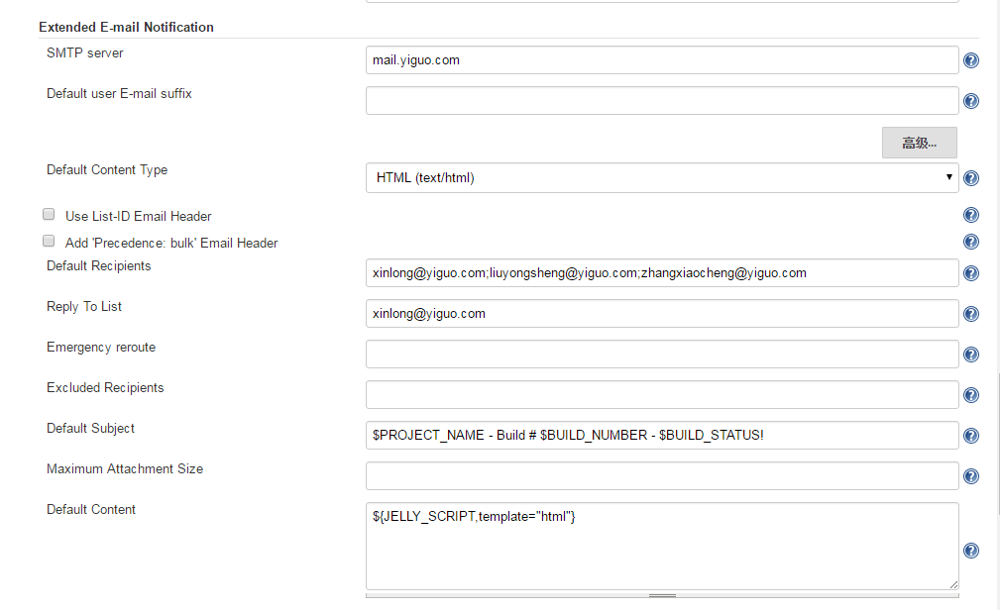 Extended E-mail Notification
SMTP server
mail.yiguo.com
Default user E-mail suffix
高级...
Default Content Type
HTML (text/html)
Use List-ID Email Header
Add 'Precedence: bulk' Email Header
Default Recipients
xinlong@yiguo.com;liuyongsheng@yiguo.com;zhangxiaocheng@yiguo.com
Reply To List
xinlong@yiguo.com
Emergency reroute
Excluded Recipients
Default Subject
$PROJECT_NAME - Build # $BUILD_NUMBER - $BUILD_STATUS!
Maximum Attachment Size
Default Content
${JELLY_SCRIPT,template="html"}